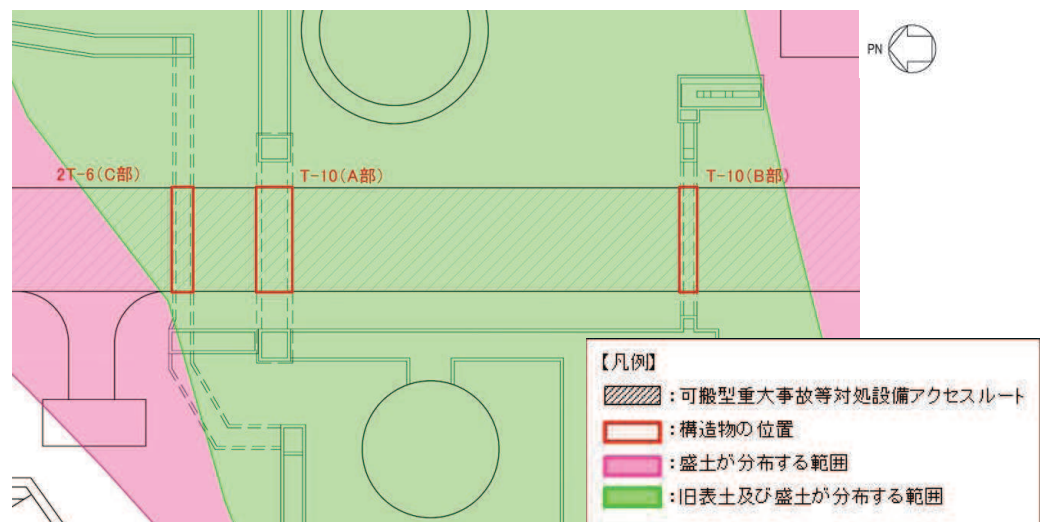 PN
2T-6(C部)
T-10(A部)
T-10(B部)
【凡例】
:可搬型重大事故等対処設備アクセスルート
:構造物の位置
:盛土が分布する範囲
:旧表土及び盛土が分布する範囲